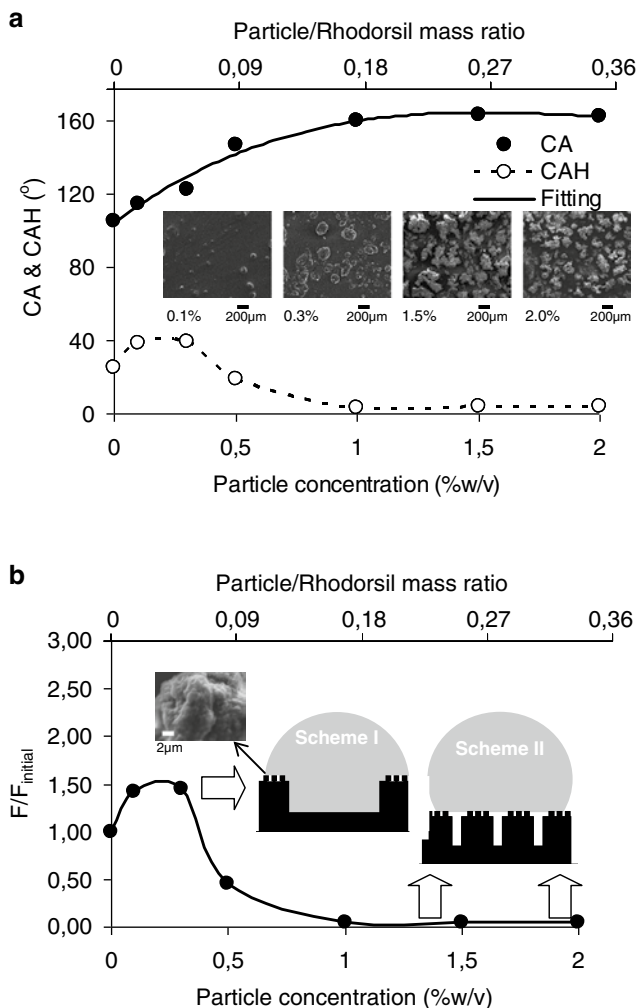 a
Particle/Rhodorsil mass ratio
0 0,09 0,18 0,27 0,36
160
120
80
40
0
CA & CAH (°)
CA
CAH
Fitting
0.1% 200µm 0.3% 200µm 1.5% 200µm 2.0% 200µm
0 0,5 1 1,5 2
Particle concentration (%w/v)
b
Particle/Rhodorsil mass ratio
0 0,09 0,18 0,27 0,36
3,00
2,50
2,00
1,50
1,00
0,50
0,00
F/Finitial
2µm
Scheme I
Scheme II
0 0,5 1 1,5 2
Particle concentration (%w/v)